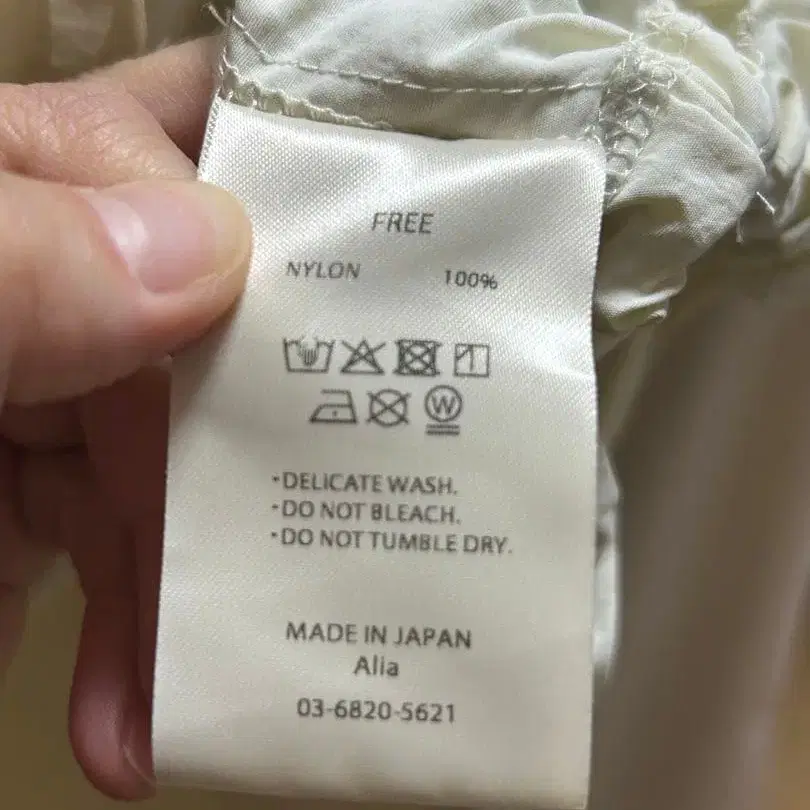 FREE
NYLON 100%
W
·DELICATE WASH.
·DO NOT BLEACH.
·DO NOT TUMBLE DRY.
MADE IN JAPAN
Alia
03-6820-5621